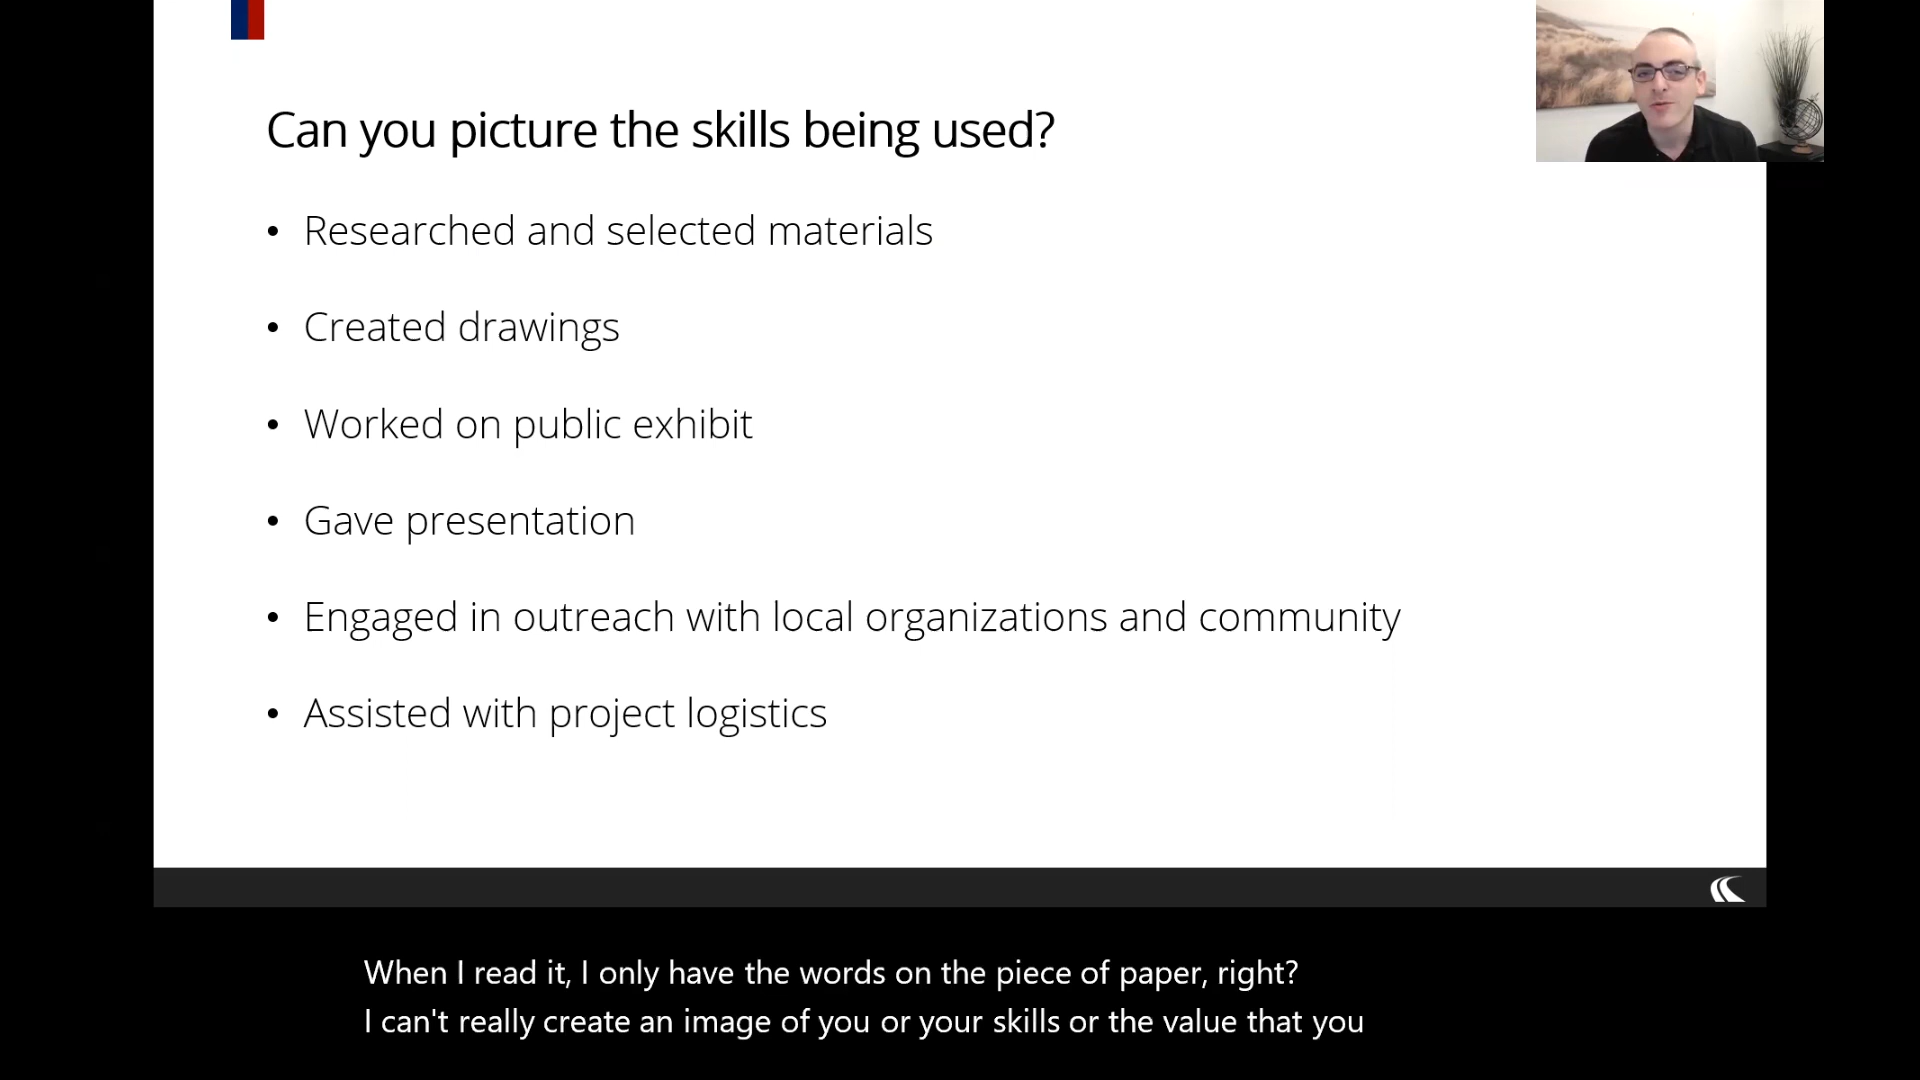 Can you picture the skills being used?
• Researched and selected materials
• Created drawings
• Worked on public exhibit
• Gave presentation
• Engaged in outreach with local organizations and community
• Assisted with project logistics
When I read it, I only have the words on the piece of paper, right?
I can't really create an image of you or your skills or the value that you